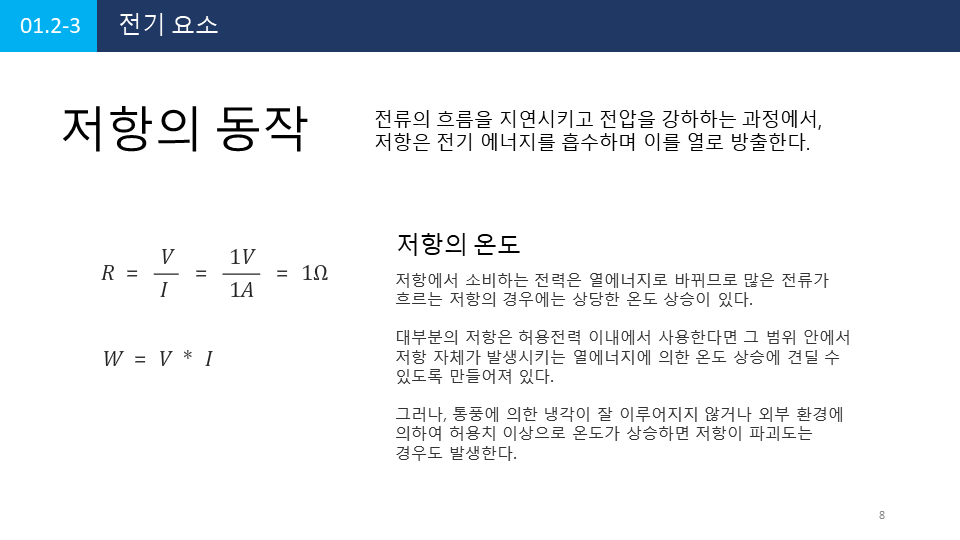 01.2-3 전기 요소
저항의 동작
전류의 흐름을 지연시키고 전압을 강하하는 과정에서,
저항은 전기 에너지를 흡수하며 이를 열로 방출한다.
R = V/I = 1V/1A = 1Ω
W = V * I
저항의 온도
저항에서 소비하는 전력은 열에너지로 바뀌므로 많은 전류가
흐르는 저항의 경우에는 상당한 온도 상승이 있다.
대부분의 저항은 허용전력 이내에서 사용한다면 그 범위 안에서
저항 자체가 발생시키는 열에너지에 의한 온도 상승에 견딜 수
있도록 만들어져 있다.
그러나, 통풍에 의한 냉각이 잘 이루어지지 않거나 외부 환경에
의하여 허용치 이상으로 온도가 상승하면 저항이 파괴도는
경우도 발생한다.
8